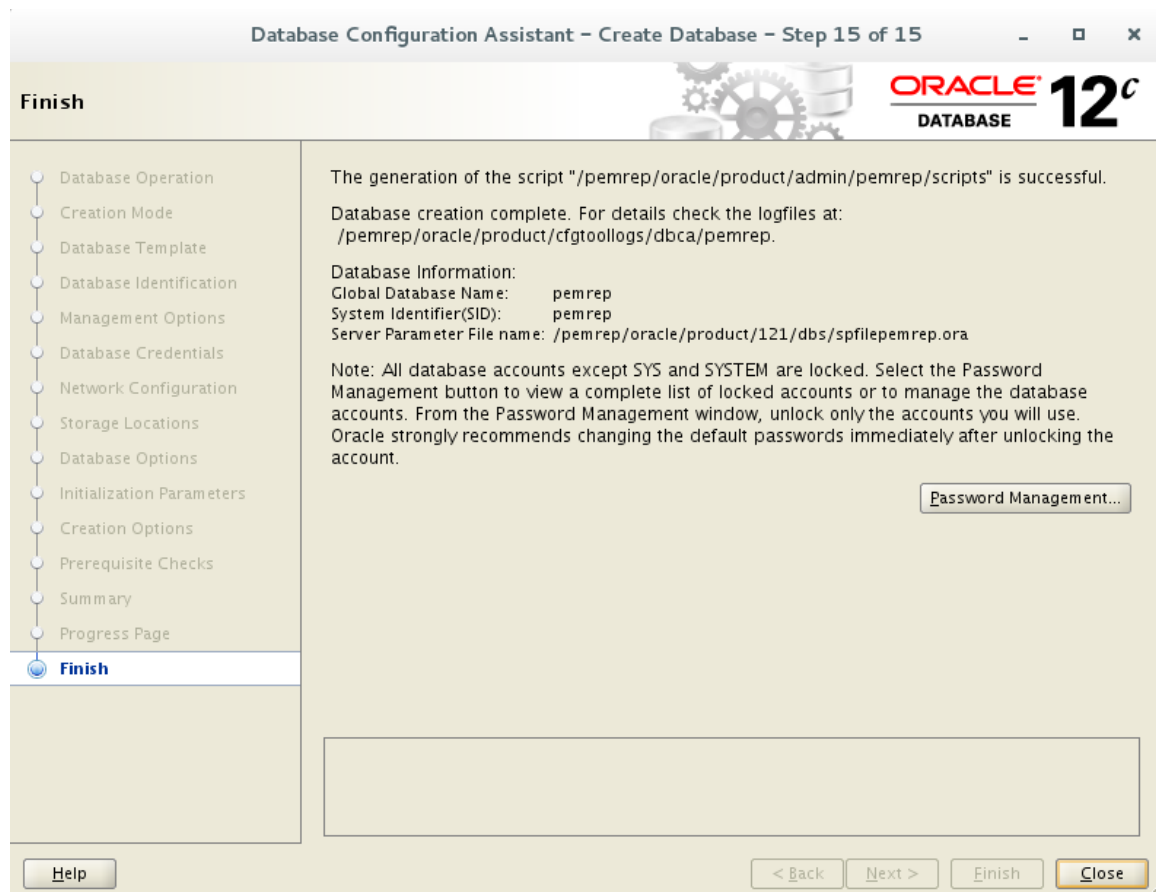 Database Configuration Assistant – Create Database – Step 15 of 15
Finish
ORACLE
DATABASE
12c
Database Operation
Creation Mode
Database Template
Database Identification
Management Options
Database Credentials
Network Configuration
Storage Locations
Database Options
Initialization Parameters
Creation Options
Prerequisite Checks
Summary
Progress Page
Finish
The generation of the script "/pemrep/oracle/product/admin/pemrep/scripts" is successful.
Database creation complete. For details check the logfiles at:
/pemrep/oracle/product/cfgtoollogs/dbca/pemrep.
Database Information:
Global Database Name: pemrep
System Identifier(SID): pemrep
Server Parameter File name: /pemrep/oracle/product/121/dbs/spfilepemrep.ora
Note: All database accounts except SYS and SYSTEM are locked. Select the Password
Management button to view a complete list of locked accounts or to manage the database
accounts. From the Password Management window, unlock only the accounts you will use.
Oracle strongly recommends changing the default passwords immediately after unlocking the
account.
Password Management...
Help
< Back
Next >
Finish
Close